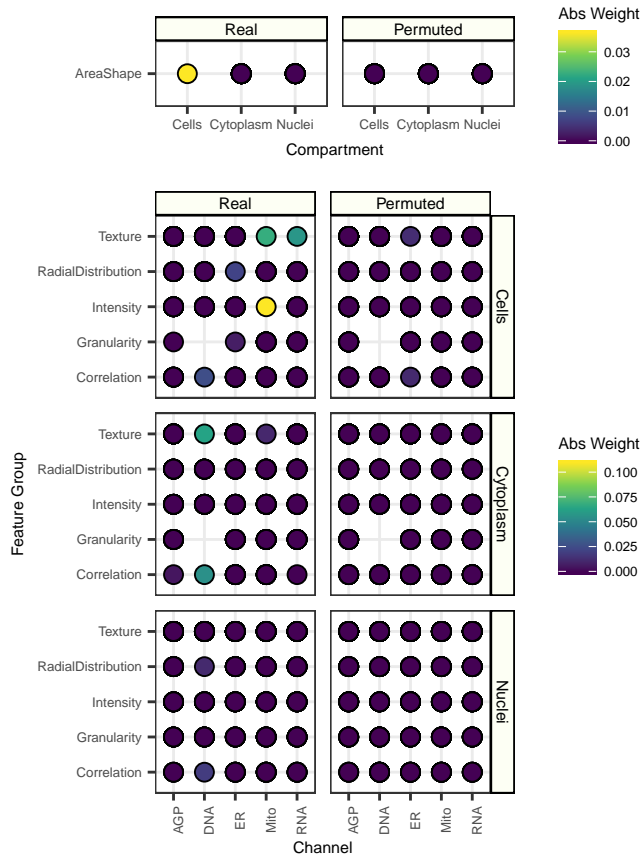 Real
Permuted
AreaShape
Cells
Cytoplasm
Nuclei
Cells
Cytoplasm
Nuclei
Compartment
Abs Weight
0.03
0.02
0.01
0.00
Real
Permuted
Texture
RadialDistribution
Intensity
Granularity
Correlation
Cells
Texture
RadialDistribution
Intensity
Granularity
Correlation
Cytoplasm
Texture
RadialDistribution
Intensity
Granularity
Correlation
Nuclei
Feature Group
AGP
DNA
ER
Mito
RNA
AGP
DNA
ER
Mito
RNA
Channel
Abs Weight
0.100
0.075
0.050
0.025
0.000